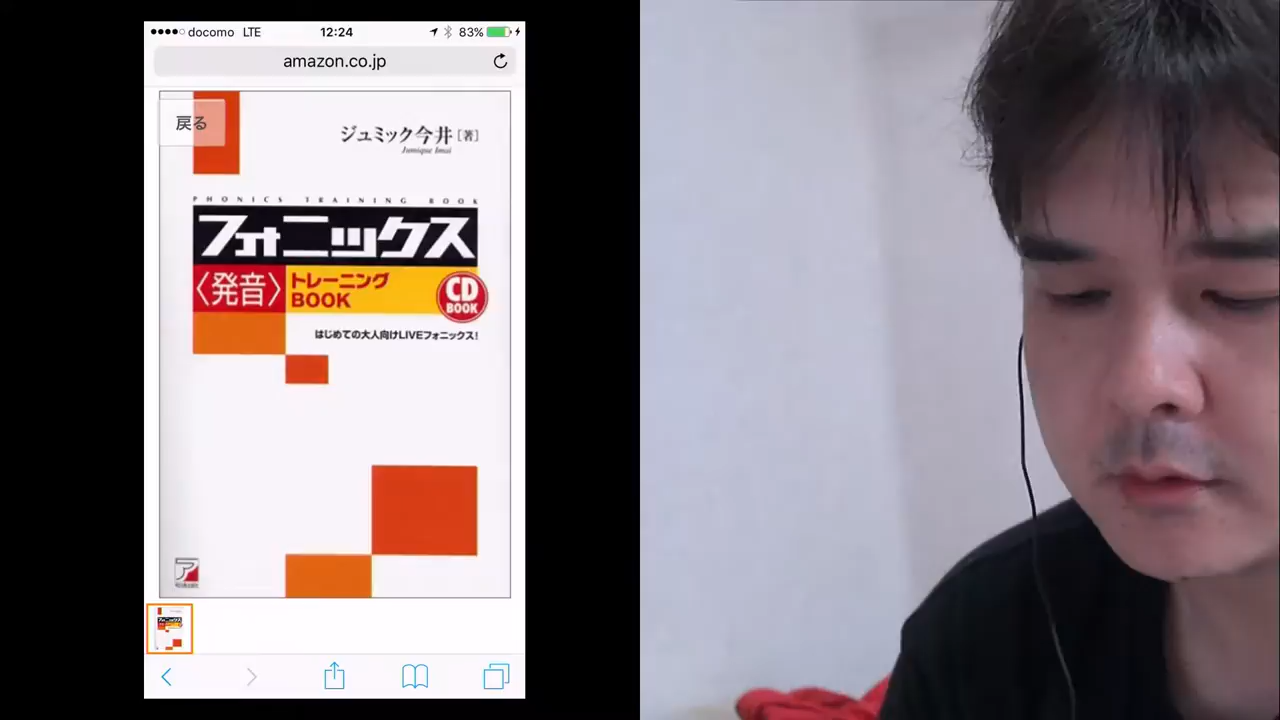 docomo LTE 12:24 83%
amazon.co.jp
戻る
ジュミック今井[著]
Jumique Imai
PHONICS TRAINING BOOK
フォニックス
〈発音〉
トレーニング
BOOK
CD
BOOK
はじめての大人向けLIVEフォニックス!
ア